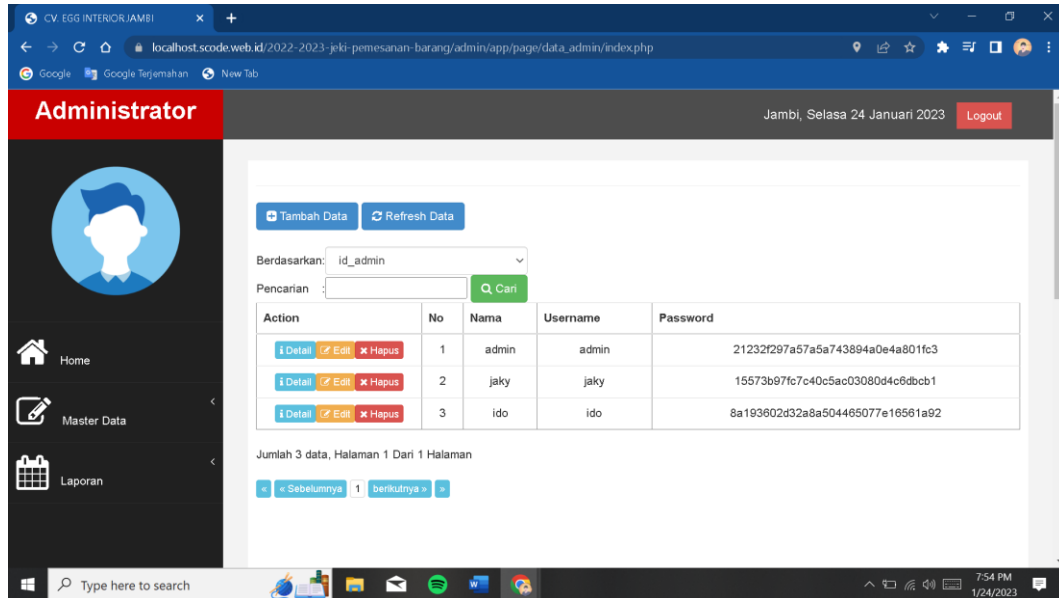 CV. EGG INTERIOR JAMBI
localhost.scode.web.id/2022-2023-jeki-pemesanan-barang/admin/app/page/data_admin/index.php
Google Google Terjemahan New Tab
Administrator
Jambi, Selasa 24 Januari 2023 Logout
Tambah Data Refresh Data
Berdasarkan: id_admin
Pencarian : Cari
Action No Nama Username Password
Detail Edit Hapus 1 admin admin 21232f297a57a5a743894a0e4a801fc3
Detail Edit Hapus 2 jaky jaky 15573b97fc7c40c5ac03080d4c6dbcb1
Detail Edit Hapus 3 ido ido 8a193602d32a8a504465077e16561a92
Home
Master Data
Laporan
Jumlah 3 data, Halaman 1 Dari 1 Halaman
« « Sebelumnya 1 berikutnya » »
Type here to search
7:54 PM
1/24/2023